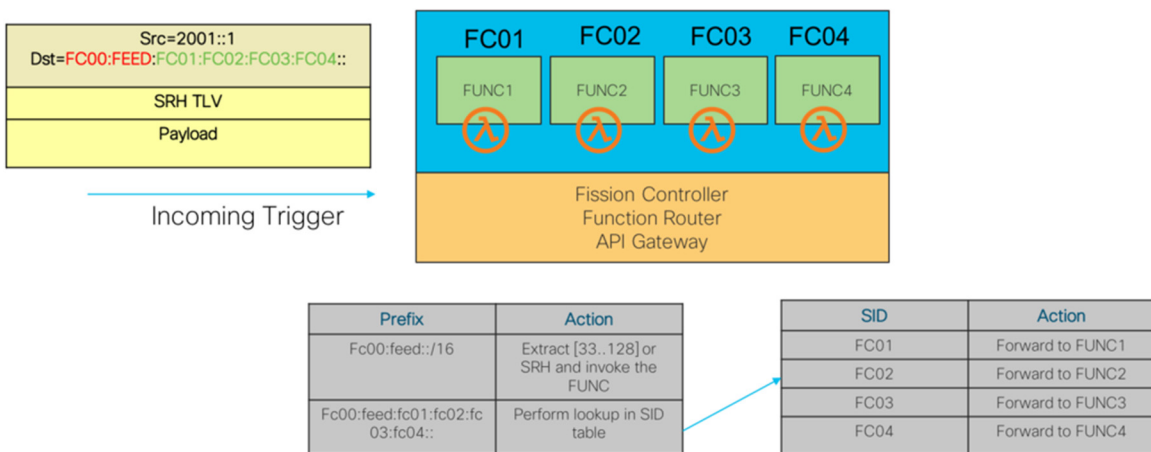 Src=2001::1
Dst=FC00:FEED:FC01:FC02:FC03:FC04::
SRH TLV
Payload
Incoming Trigger
FC01 FC02 FC03 FC04
FUNC1 FUNC2 FUNC3 FUNC4
λ λ λ λ
Fission Controller
Function Router
API Gateway
Prefix Action
Fc00:feed::/16 Extract [33..128] or
SRH and invoke the
FUNC
Fc00:feed:fc01:fc02:fc Perform lookup in SID
03:fc04:: table
SID Action
FC01 Forward to FUNC1
FC02 Forward to FUNC2
FC03 Forward to FUNC3
FC04 Forward to FUNC4